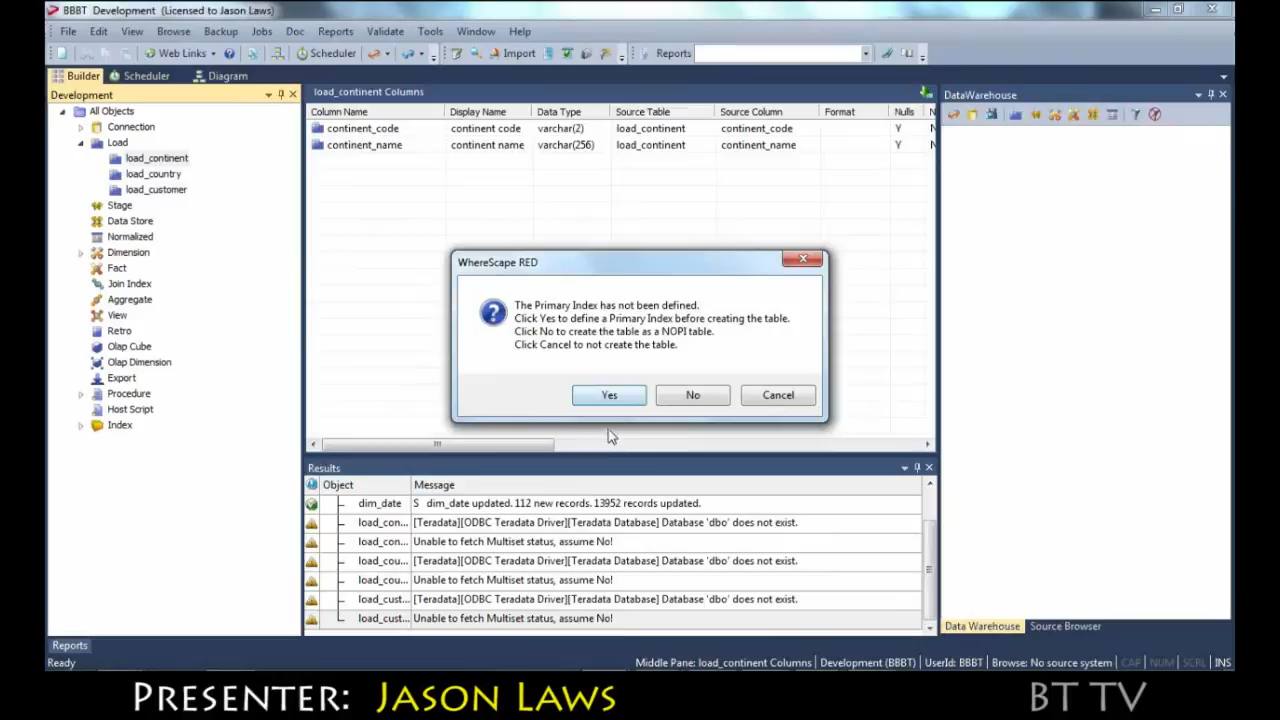 BBBT Development (Licensed to Jason Laws)
File Edit View Browse Backup Jobs Doc Reports Validate Tools Window Help
Web Links Scheduler Import Reports
Builder Scheduler Diagram
Development
All Objects
Connection
Load
load_continent
load_country
load_customer
Stage
Data Store
Normalized
Dimension
Fact
Join Index
Aggregate
View
Retro
Olap Cube
Olap Dimension
Export
Procedure
Host Script
Index
load_continent Columns
Column Name Display Name Data Type Source Table Source Column Format Nulls N
continent_code continent code varchar(2) load_continent continent_code Y N
continent_name continent name varchar(256) load_continent continent_name Y N
WhereScape RED
The Primary Index has not been defined.
Click Yes to define a Primary Index before creating the table.
Click No to create the table as a NOPI table.
Click Cancel to not create the table.
Yes No Cancel
Results
Object Message
dim_date S dim_date updated. 112 new records. 13952 records updated.
load_con... [Teradata][ODBC Teradata Driver][Teradata Database] Database 'dbo' does not exist.
load_con... Unable to fetch Multiset status, assume No!
load_cou... [Teradata][ODBC Teradata Driver][Teradata Database] Database 'dbo' does not exist.
load_cou... Unable to fetch Multiset status, assume No!
load_cust... [Teradata][ODBC Teradata Driver][Teradata Database] Database 'dbo' does not exist.
load_cust... Unable to fetch Multiset status, assume No!
DataWarehouse
Data Warehouse Source Browser
Reports
Ready Middle Pane: load_continent Columns Development (BBBT) UserId: BBBT Browse: No source system CAP NUM SCRL INS
Presenter: Jason Laws BT TV